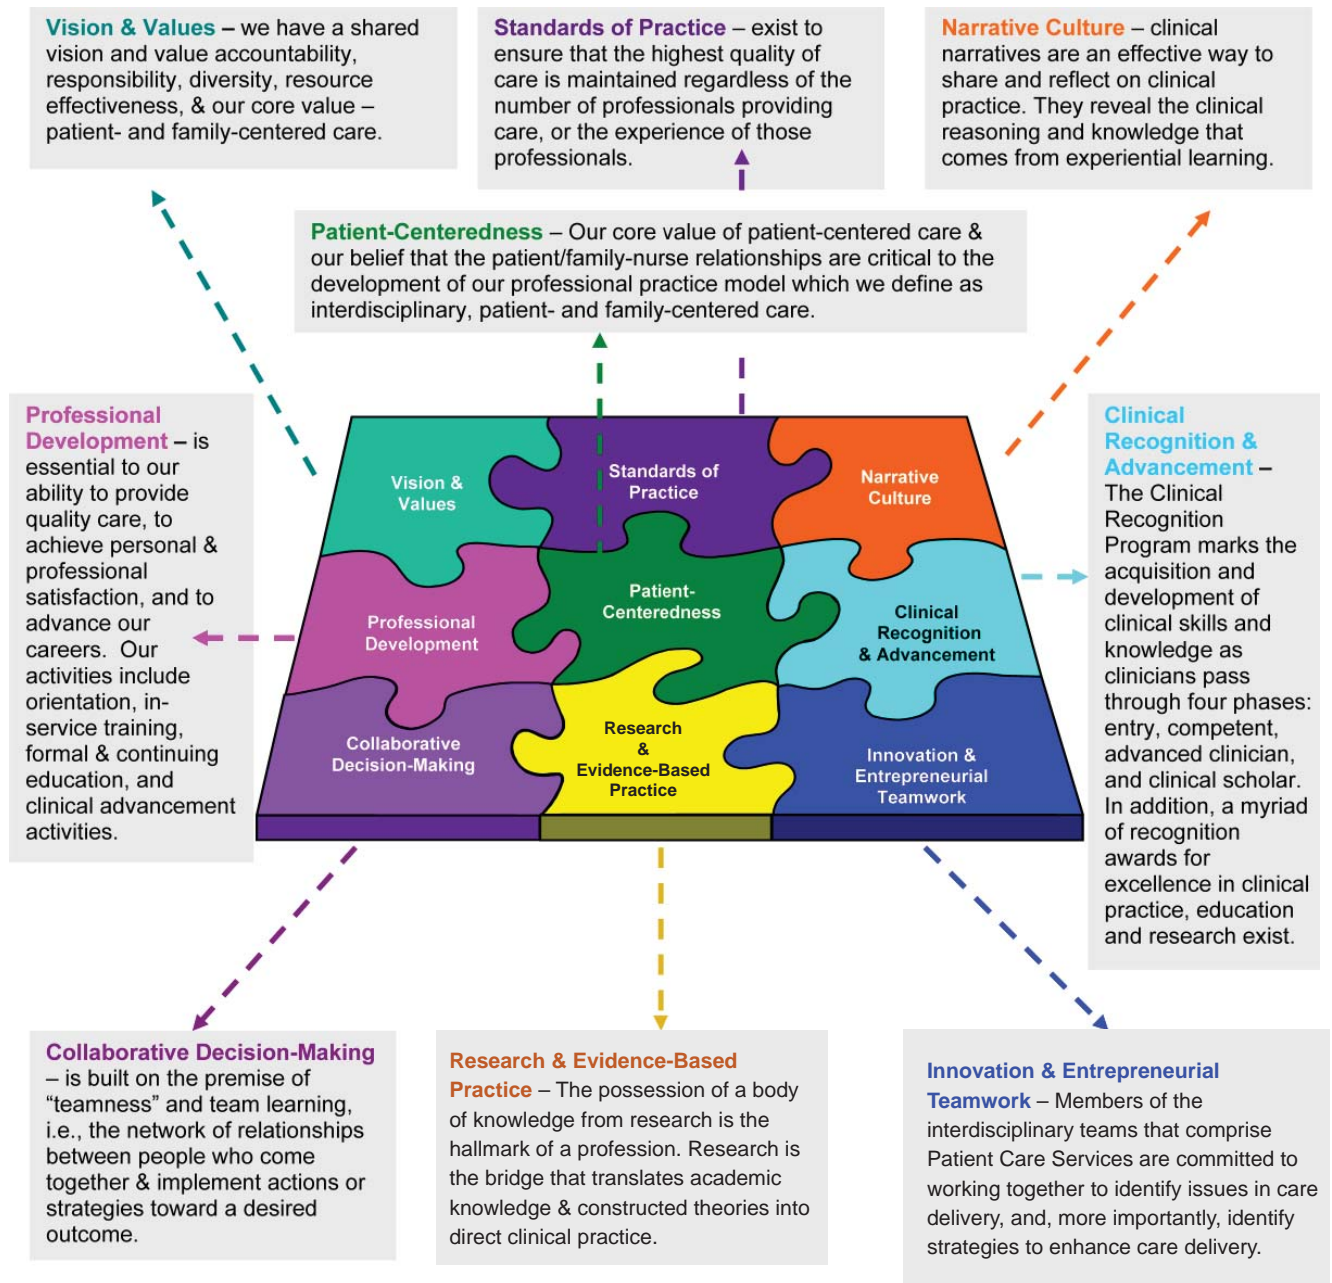 Vision & Values – we have a shared
vision and value accountability,
responsibility, diversity, resource
effectiveness, & our core value –
patient- and family-centered care.
Standards of Practice – exist to
ensure that the highest quality of
care is maintained regardless of the
number of professionals providing
care, or the experience of those
professionals.
Narrative Culture – clinical
narratives are an effective way to
share and reflect on clinical
practice. They reveal the clinical
reasoning and knowledge that
comes from experiential learning.
Patient-Centeredness – Our core value of patient-centered care &
our belief that the patient/family-nurse relationships are critical to the
development of our professional practice model which we define as
interdisciplinary, patient- and family-centered care.
Professional
Development – is
essential to our
ability to provide
quality care, to
achieve personal &
professional
satisfaction, and to
advance our
careers. Our
activities include
orientation, in-
service training,
formal & continuing
education, and
clinical advancement
activities.
Vision &
Values
Standards of
Practice
Narrative
Culture
Professional
Development
Patient-
Centeredness
Clinical
Recognition
& Advancement
Collaborative
Decision-Making
Research
&
Evidence-Based
Practice
Innovation &
Entrepreneurial
Teamwork
Clinical
Recognition &
Advancement –
The Clinical
Recognition
Program marks the
acquisition and
development of
clinical skills and
knowledge as
clinicians pass
through four phases:
entry, competent,
advanced clinician,
and clinical scholar.
In addition, a myriad
of recognition
awards for
excellence in clinical
practice, education
and research exist.
Collaborative Decision-Making
– is built on the premise of
“teamness” and team learning,
i.e., the network of relationships
between people who come
together & implement actions or
strategies toward a desired
outcome.
Research & Evidence-Based
Practice – The possession of a body
of knowledge from research is the
hallmark of a profession. Research is
the bridge that translates academic
knowledge & constructed theories into
direct clinical practice.
Innovation & Entrepreneurial
Teamwork – Members of the
interdisciplinary teams that comprise
Patient Care Services are committed to
working together to identify issues in care
delivery, and, more importantly, identify
strategies to enhance care delivery.